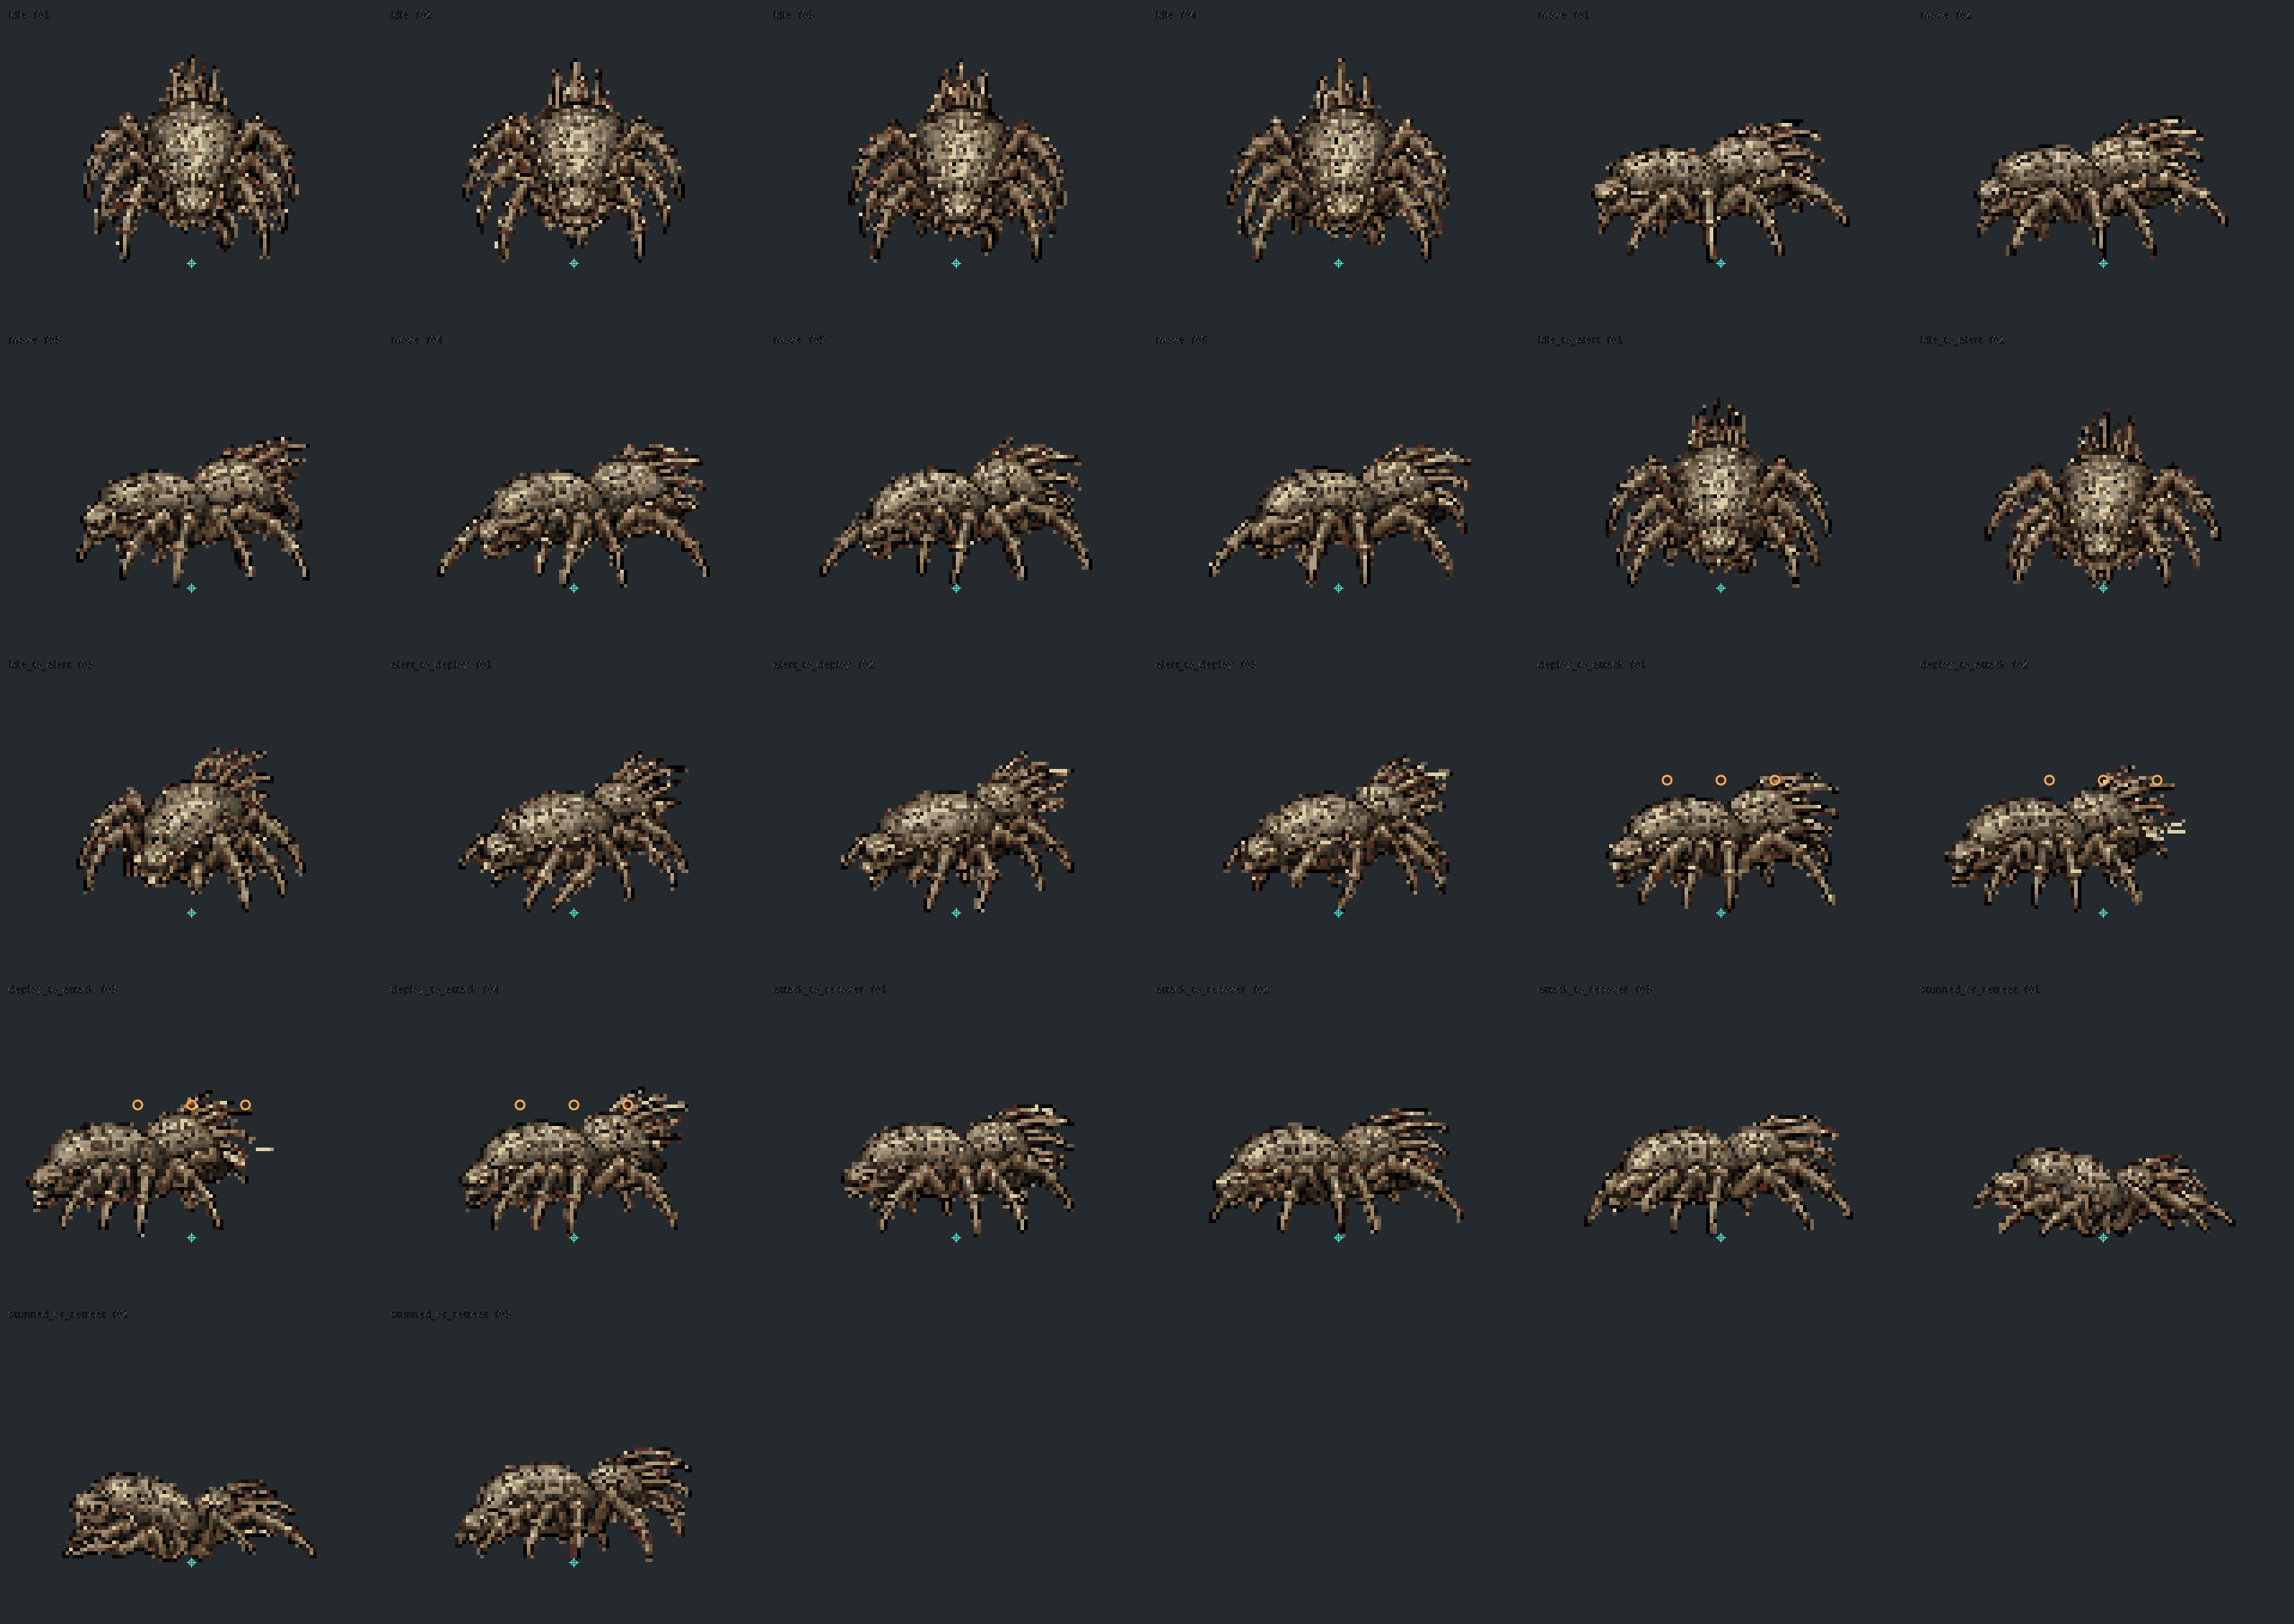 idle f01
idle f02
idle f03
idle f04
move f01
move f02
move f03
move f04
move f05
move f06
idle_to_alert f01
idle_to_alert f02
idle_to_alert f03
alert_to_deploy f01
alert_to_deploy f02
alert_to_deploy f03
deploy_to_attack f01
deploy_to_attack f02
deploy_to_attack f03
deploy_to_attack f04
attack_to_recover f01
attack_to_recover f02
attack_to_recover f03
stunned_or_retreat f01
stunned_or_retreat f02
stunned_or_retreat f03